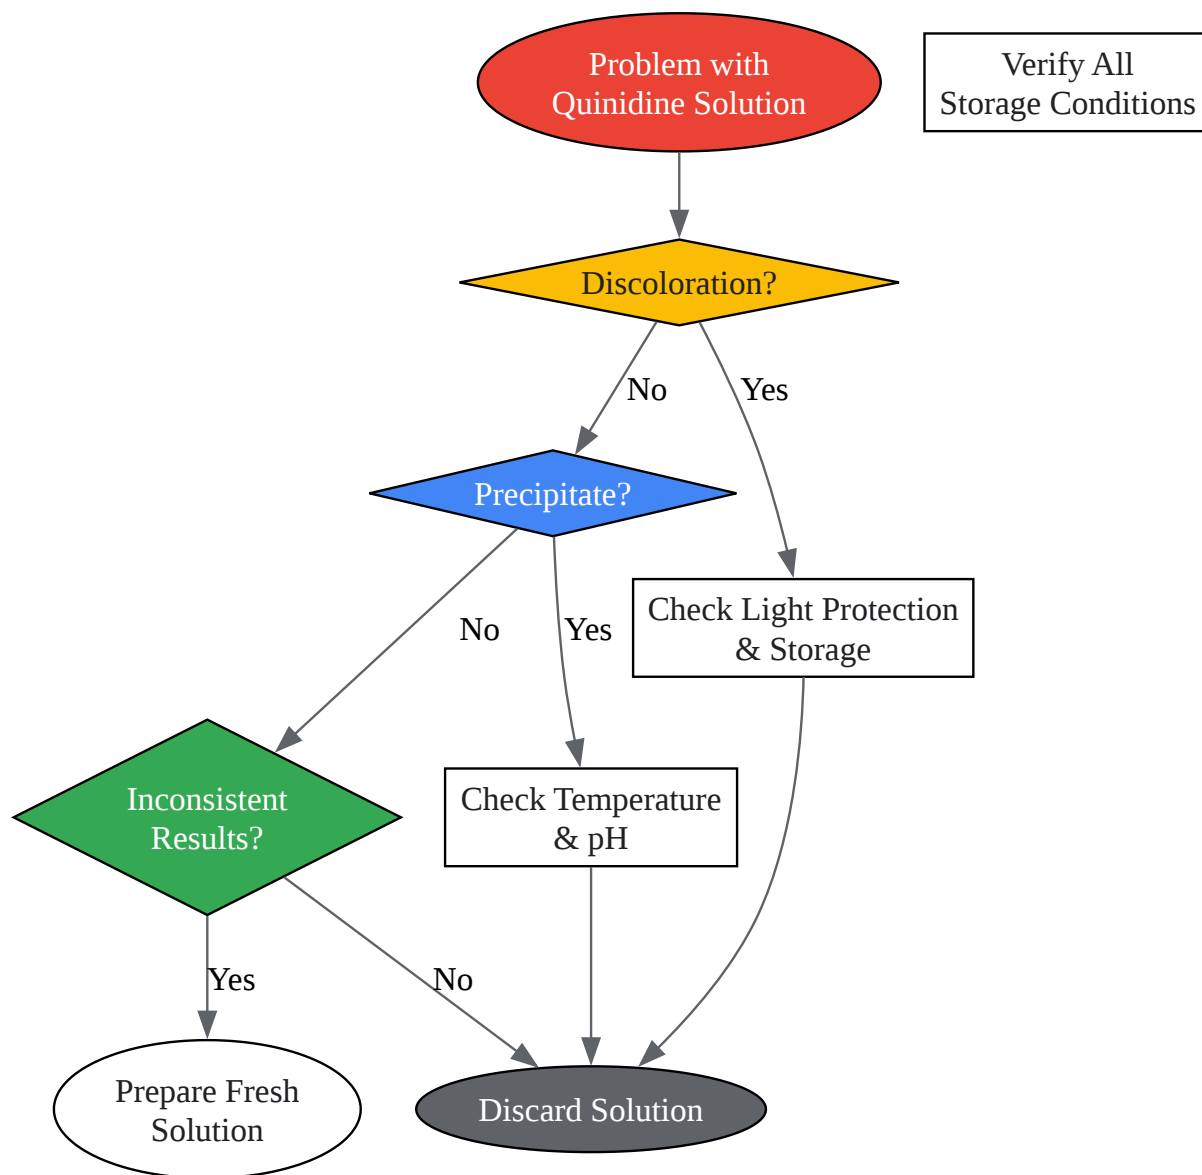 Problem with
Quinidine Solution
Verify All
Storage Conditions
Discoloration?
No
Yes
Precipitate?
Check Light Protection
& Storage
No
Yes
Inconsistent
Results?
Check Temperature
& pH
Yes
No
Prepare Fresh
Solution
Discard Solution